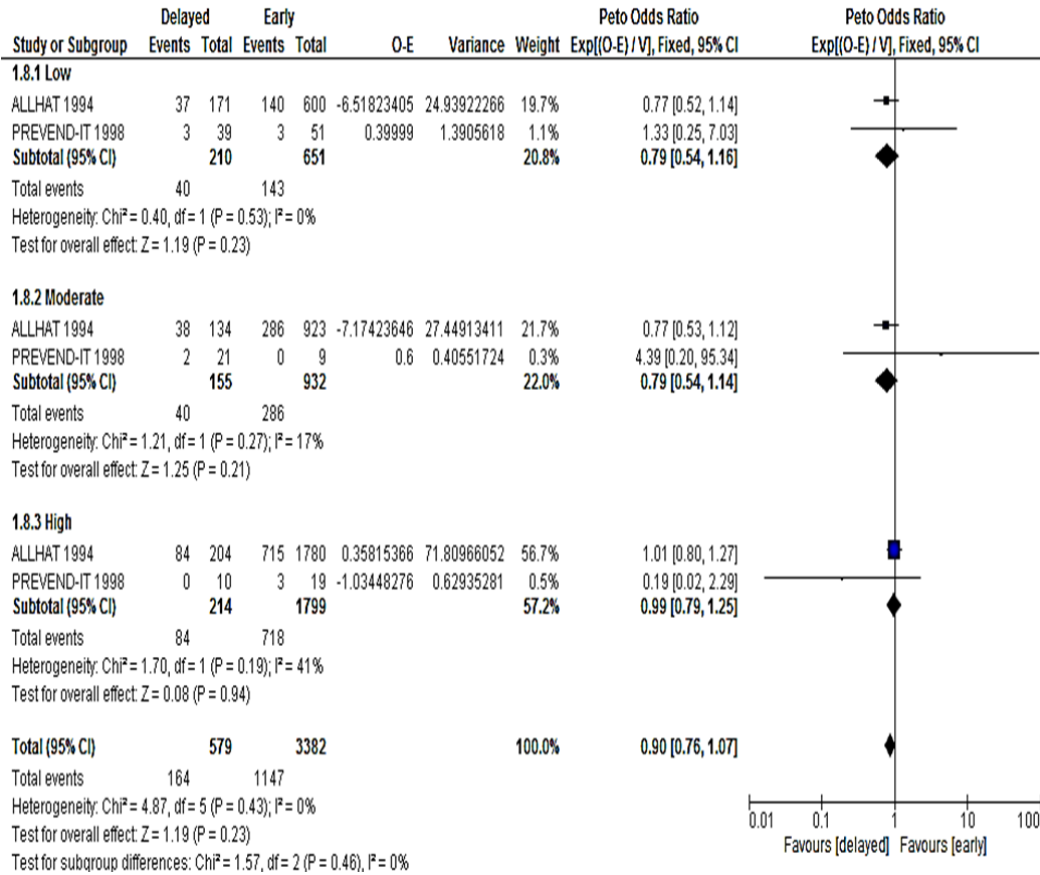 Delayed Early Peto Odds Ratio Peto Odds Ratio
Study or Subgroup Events Total Events Total O-E Variance Weight Exp[(O-E) / V], Fixed, 95% CI Exp[(O-E) / V], Fixed, 95% CI
1.8.1 Low
ALLHAT 1994 37 171 140 600 -6.51823405 24.93922266 19.7% 0.77 [0.52, 1.14]
PREVEND-IT 1998 3 39 3 51 0.39999 1.3905618 1.1% 1.33 [0.25, 7.03]
Subtotal (95% CI) 210 651 20.8% 0.79 [0.54, 1.16]
Total events 40 143
Heterogeneity: Chi² = 0.40, df = 1 (P = 0.53); I² = 0%
Test for overall effect: Z = 1.19 (P = 0.23)
1.8.2 Moderate
ALLHAT 1994 38 134 286 923 -7.17423646 27.44913411 21.7% 0.77 [0.53, 1.12]
PREVEND-IT 1998 2 21 0 9 0.6 0.40551724 0.3% 4.39 [0.20, 95.34]
Subtotal (95% CI) 155 932 22.0% 0.79 [0.54, 1.14]
Total events 40 286
Heterogeneity: Chi² = 1.21, df = 1 (P = 0.27); I² = 17%
Test for overall effect: Z = 1.25 (P = 0.21)
1.8.3 High
ALLHAT 1994 84 204 715 1780 0.35815366 71.80966052 56.7% 1.01 [0.80, 1.27]
PREVEND-IT 1998 0 10 3 19 -1.03448276 0.62935281 0.5% 0.19 [0.02, 2.29]
Subtotal (95% CI) 214 1799 57.2% 0.99 [0.79, 1.25]
Total events 84 718
Heterogeneity: Chi² = 1.70, df = 1 (P = 0.19); I² = 41%
Test for overall effect: Z = 0.08 (P = 0.94)
Total (95% CI) 579 3382 100.0% 0.90 [0.76, 1.07]
Total events 164 1147
Heterogeneity: Chi² = 4.87, df = 5 (P = 0.43); I² = 0%
Test for overall effect: Z = 1.19 (P = 0.23)
Test for subgroup differences: Chi² = 1.57, df = 2 (P = 0.46), I² = 0%
0.01 0.1 1 10 100
Favours [delayed] Favours [early]